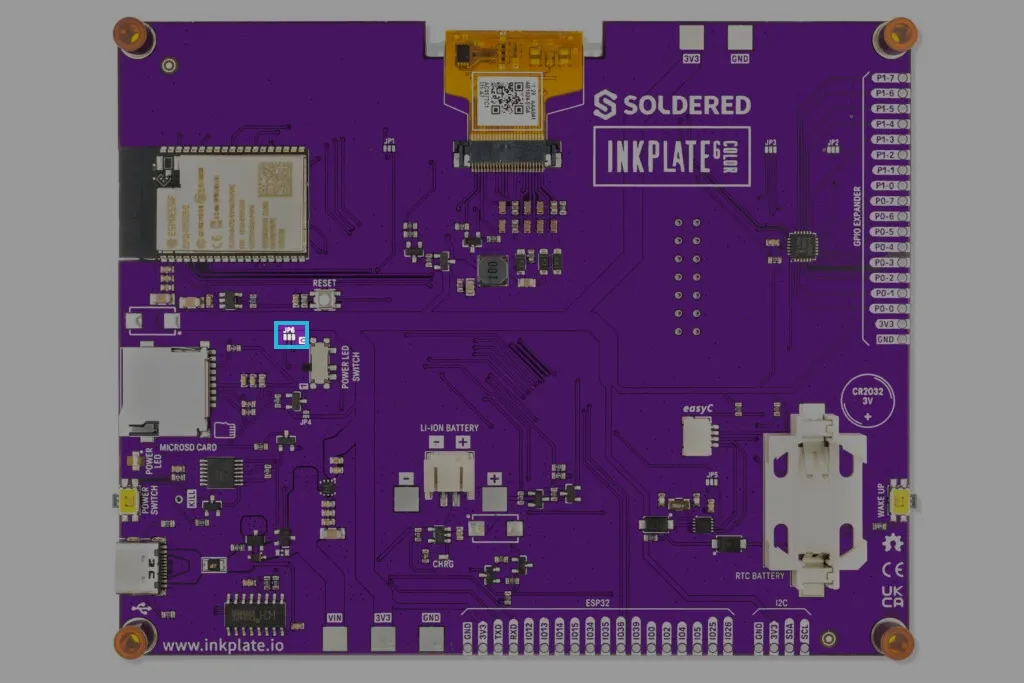 3V3
GND
P1-7
P1-6
P1-5
P1-4
P1-3
P1-2
P1-1
P1-0
P0-7
P0-6
P0-5
P0-4
P0-3
P0-2
P0-1
P0-0
3V3
GND
GPIO EXPANDER
SOLDERED
INKPLATE 6
COLOR
JP1
JP3
JP2
RESET
JP6
POWER LED
SWITCH
CR2032
3V
+
easyC
JP4
MICROSD CARD
LI-ION BATTERY
- +
POWER
LED
POWER
SWITCH
KILL
- +
JP5
WAKE UP
CHRG
RTC BATTERY
CE
UK
CA
100
ESP32
I2C
VIN
3V3
GND
GND
3V3
TXD
RXD
IO12
IO13
IO14
IO15
IO34
IO35
IO36
IO39
IO0
IO2
IO4
IO5
IO25
IO26
GND
3V3
SDA
SCL
www.inkplate.io